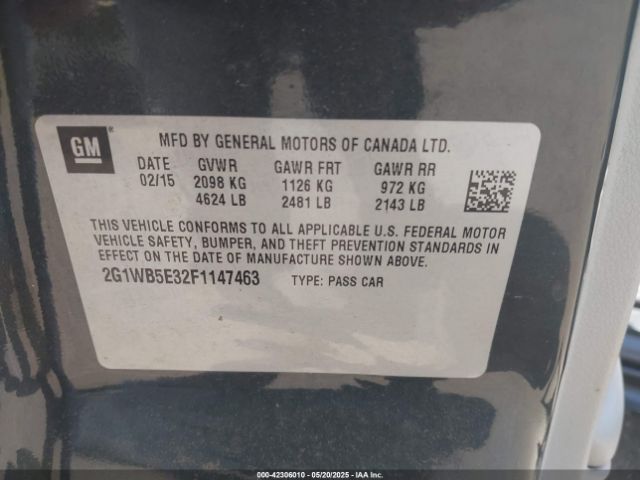 GM ®
MFD BY GENERAL MOTORS OF CANADA LTD.
DATE GVWR GAWR FRT GAWR RR
02/15 2098 KG 1126 KG 972 KG
4624 LB 2481 LB 2143 LB
THIS VEHICLE CONFORMS TO ALL APPLICABLE U.S. FEDERAL MOTOR
VEHICLE SAFETY, BUMPER, AND THEFT PREVENTION STANDARDS IN
EFFECT ON THE DATE OF MANUFACTURE SHOWN ABOVE.
2G1WB5E32F1147463 TYPE: PASS CAR
000-42306010 - 05/20/2025 - IAAI.COM